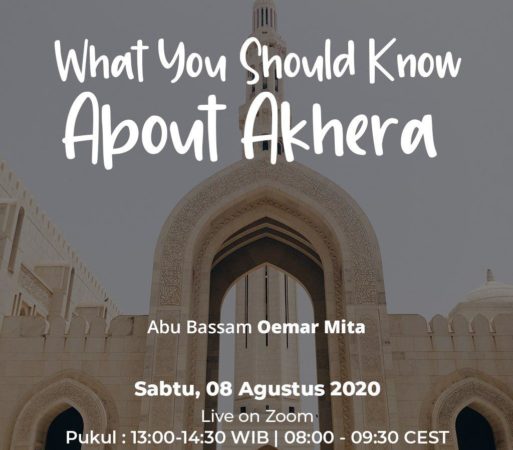 What You Should Know
About Akhera
Abu Bassam Oemar Mita
Sabtu, 08 Agustus 2020
Live on Zoom
Pukul : 13:00-14:30 WIB | 08:00 - 09:30 CEST